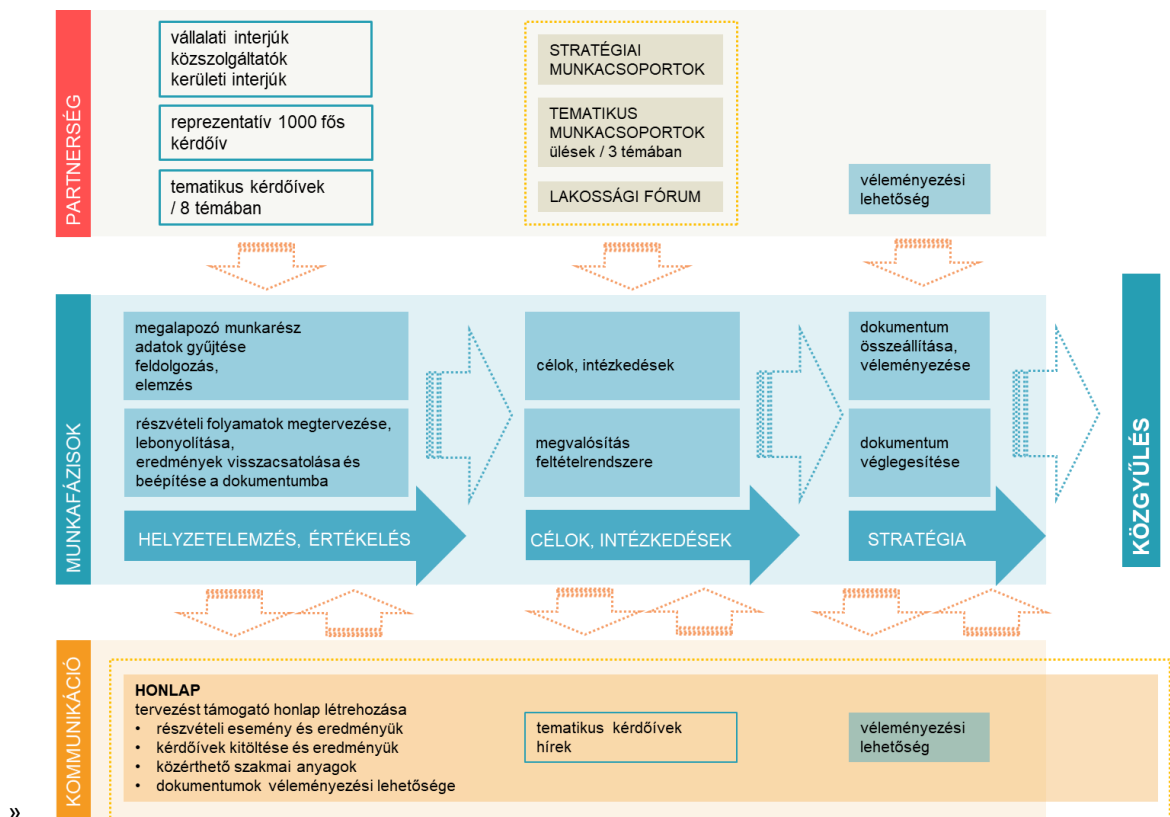 PARTNERSÉG
vállalati interjúk
közszolgáltatók
kerületi interjúk
reprezentatív 1000 fős
kérdőív
tematikus kérdőívek
/ 8 témában
STRATÉGIAI
MUNKACSOPORTOK
TEMATIKUS
MUNKACSOPORTOK
ülések / 3 témában
LAKOSSÁGI FÓRUM
véleményezési
lehetőség
MUNKAFÁZISOK
megalapozó munkarész
adatok gyűjtése
feldolgozás,
elemzés
részvételi folyamatok megtervezése,
lebonyolítása,
eredmények visszacsatolása és
beépítése a dokumentumba
HELYZETELEMZÉS, ÉRTÉKELÉS
célok, intézkedések
megvalósítás
feltételrendszere
CÉLOK, INTÉZKEDÉSEK
dokumentum
összeállítása,
véleményezése
dokumentum
véglegesítése
STRATÉGIA
KÖZGYŰLÉS
KOMMUNIKÁCIÓ
HONLAP
tervezést támogató honlap létrehozása
• részvételi esemény és eredményük
• kérdőívek kitöltése és eredményük
• közérthető szakmai anyagok
• dokumentumok véleményezési lehetősége
tematikus kérdőívek
hírek
véleményezési
lehetőség
»